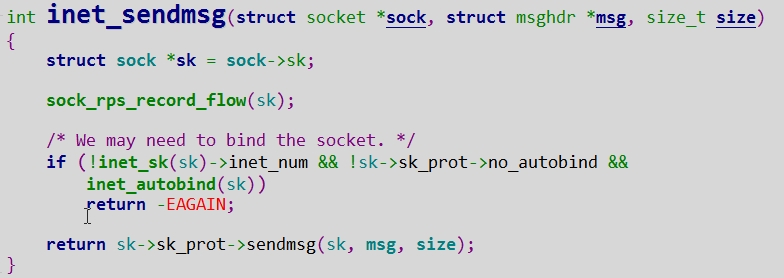 int inet_sendmsg(struct socket *sock, struct msghdr *msg, size_t size)
{
struct sock *sk = sock->sk;
sock_rps_record_flow(sk);
/* We may need to bind the socket. */
if (!inet_sk(sk)->inet_num && !sk->sk_prot->no_autobind &&
inet_autobind(sk))
return -EAGAIN;
return sk->sk_prot->sendmsg(sk, msg, size);
}